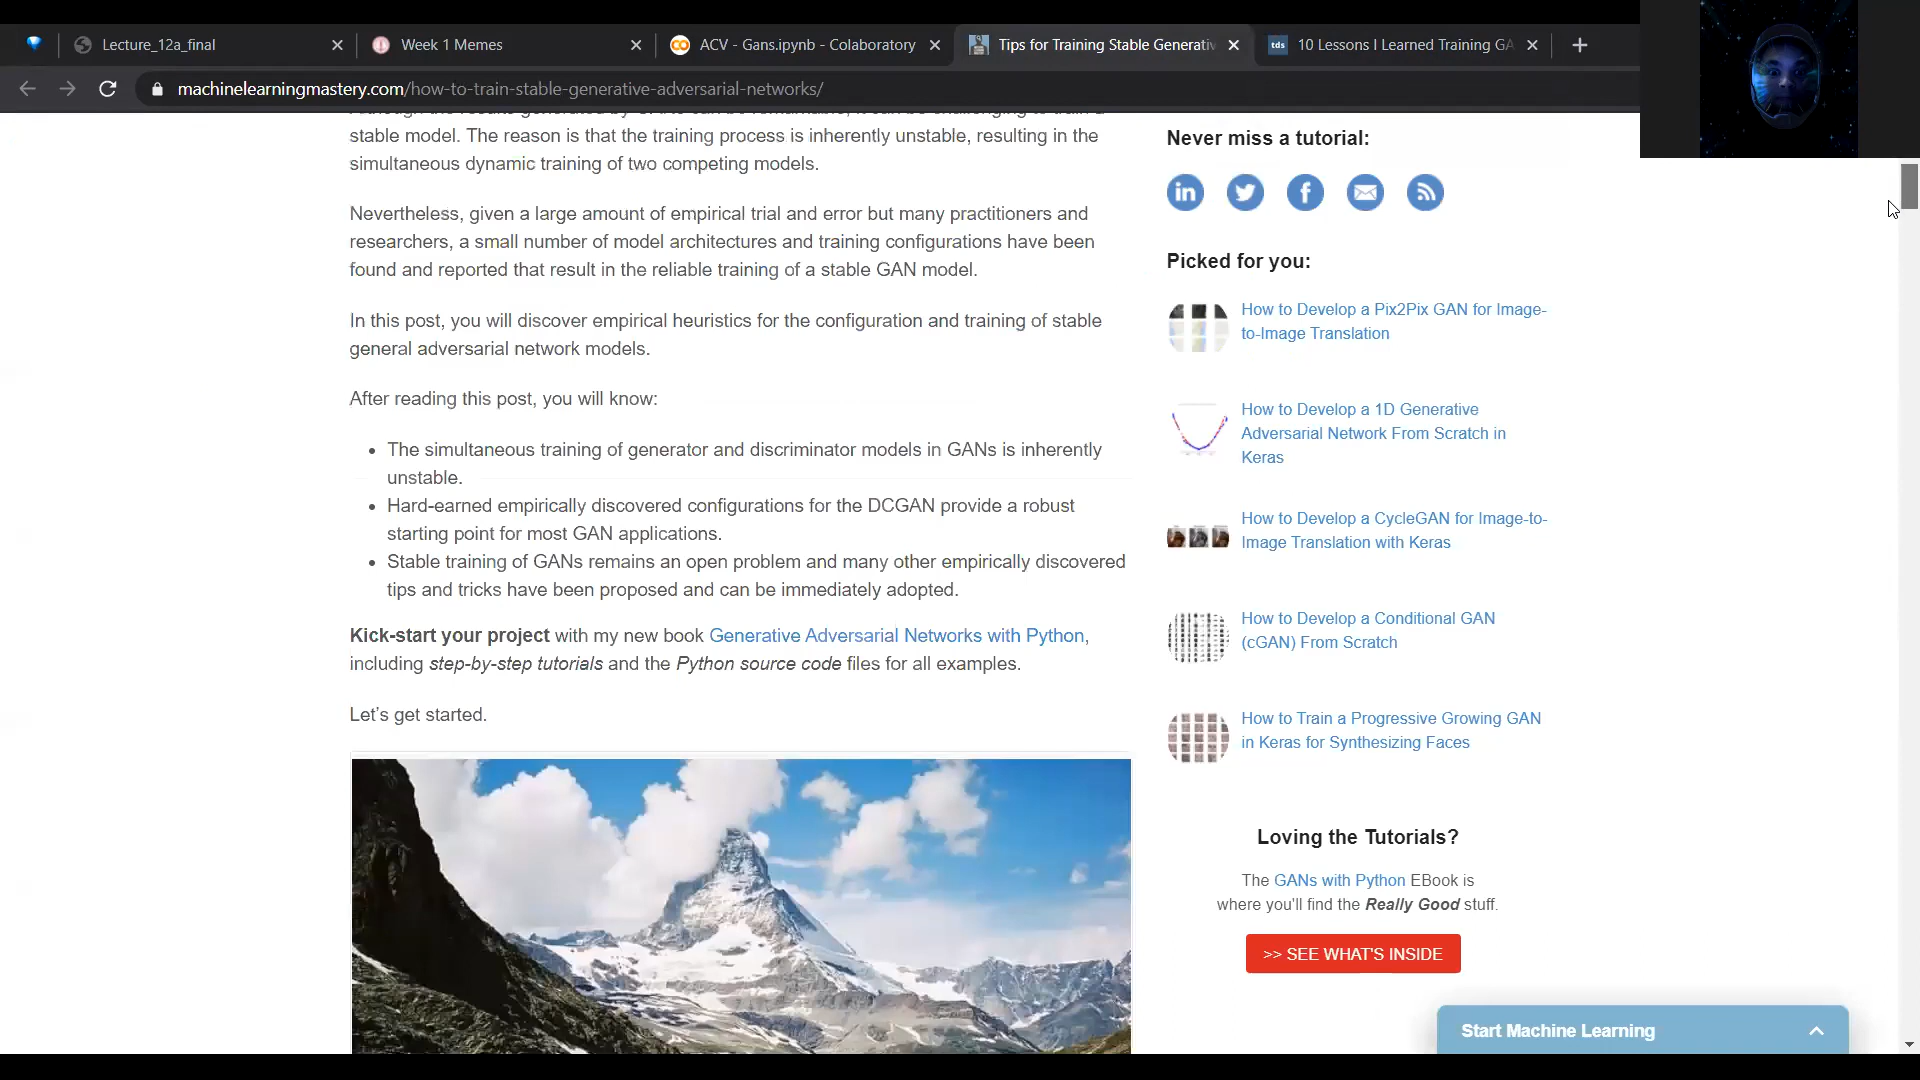 Lecture_12a_final
Week 1 Memes
ACV - Gans.ipynb - Colaboratory
Tips for Training Stable Generativ
tds 10 Lessons I Learned Training GA
machinelearningmastery.com/how-to-train-stable-generative-adversarial-networks/
stable model. The reason is that the training process is inherently unstable, resulting in the
simultaneous dynamic training of two competing models.
Nevertheless, given a large amount of empirical trial and error but many practitioners and
researchers, a small number of model architectures and training configurations have been
found and reported that result in the reliable training of a stable GAN model.
In this post, you will discover empirical heuristics for the configuration and training of stable
general adversarial network models.
After reading this post, you will know:
• The simultaneous training of generator and discriminator models in GANs is inherently
unstable.
• Hard-earned empirically discovered configurations for the DCGAN provide a robust
starting point for most GAN applications.
• Stable training of GANs remains an open problem and many other empirically discovered
tips and tricks have been proposed and can be immediately adopted.
Kick-start your project with my new book Generative Adversarial Networks with Python,
including step-by-step tutorials and the Python source code files for all examples.
Let's get started.
Never miss a tutorial:
Picked for you:
How to Develop a Pix2Pix GAN for Image-
to-Image Translation
How to Develop a 1D Generative
Adversarial Network From Scratch in
Keras
How to Develop a CycleGAN for Image-to-
Image Translation with Keras
How to Develop a Conditional GAN
(cGAN) From Scratch
How to Train a Progressive Growing GAN
in Keras for Synthesizing Faces
Loving the Tutorials?
The GANs with Python EBook is
where you'll find the Really Good stuff.
>> SEE WHAT'S INSIDE
Start Machine Learning